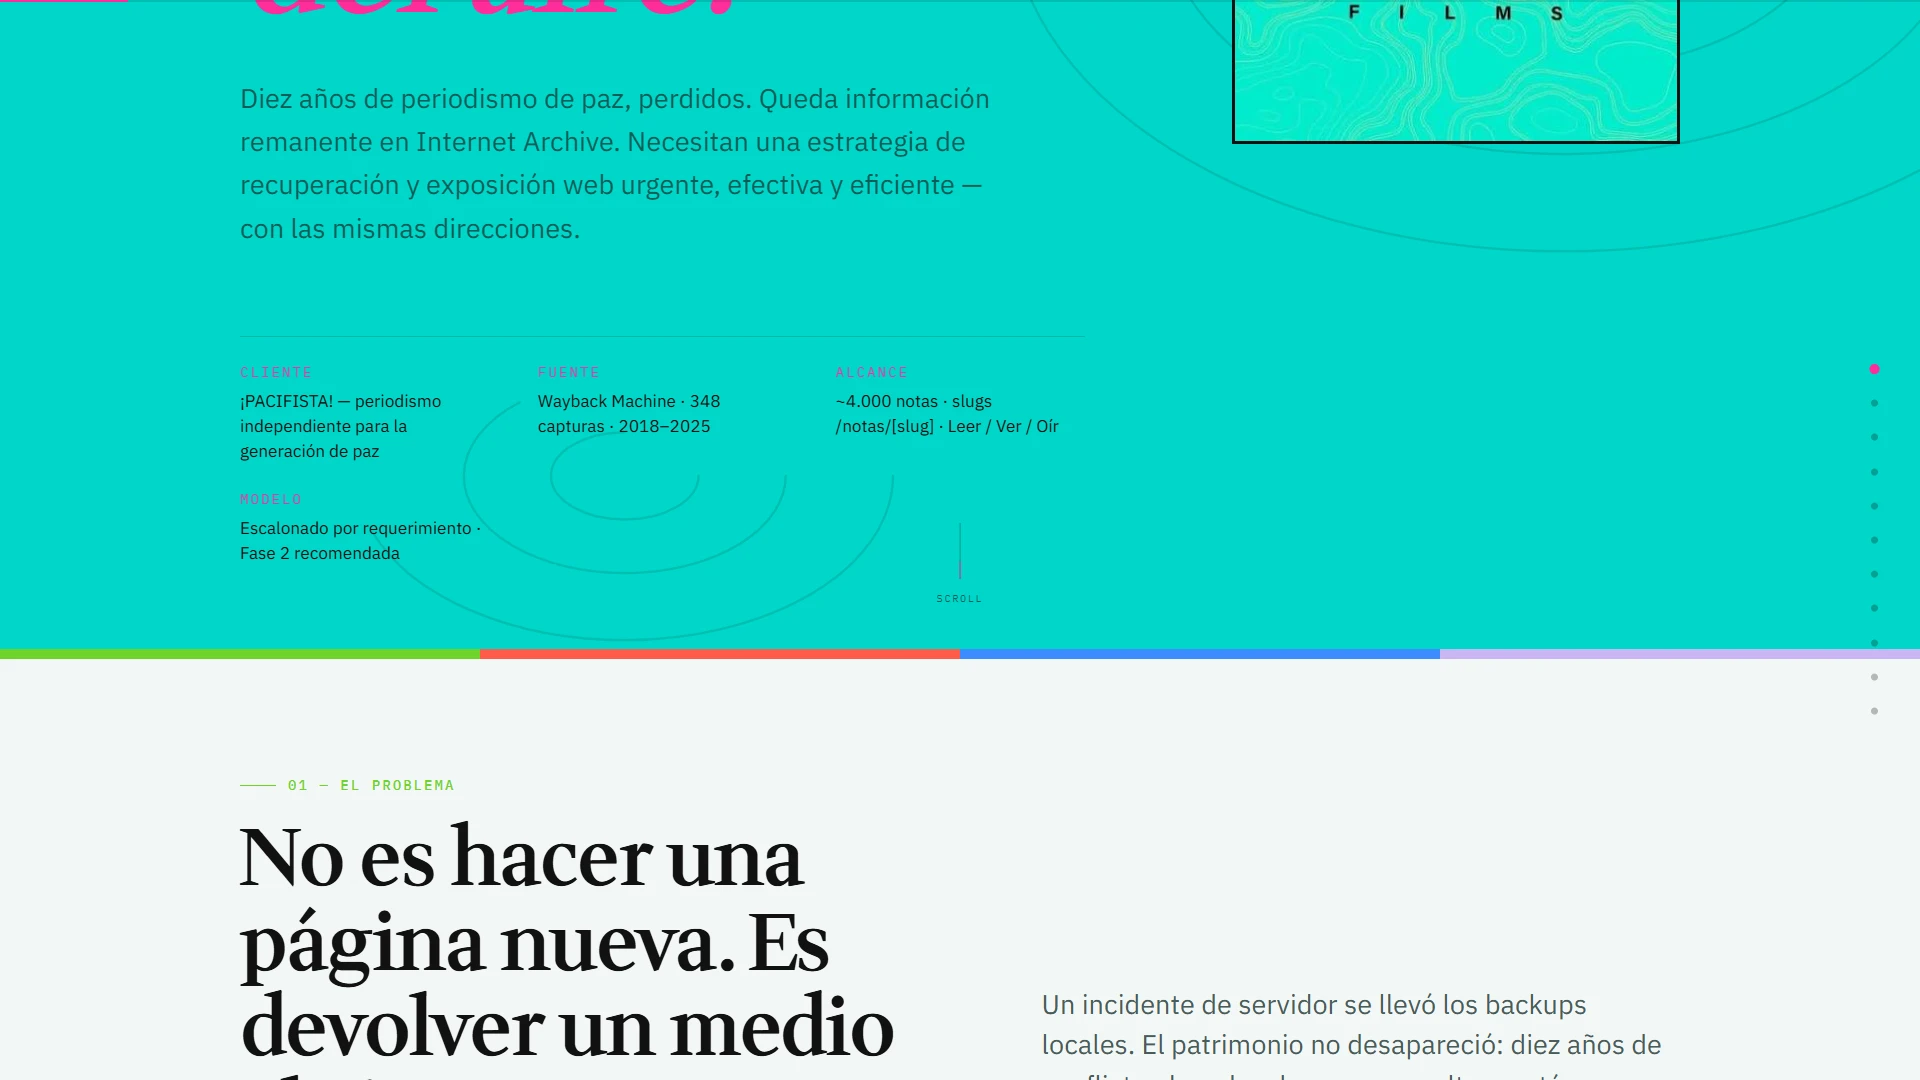 del aire.
FILMS
Diez años de periodismo de paz, perdidos. Queda información
remanente en Internet Archive. Necesitan una estrategia de
recuperación y exposición web urgente, efectiva y eficiente —
con las mismas direcciones.
CLIENTE
¡PACIFISTA! — periodismo
independiente para la
generación de paz
FUENTE
Wayback Machine · 348
capturas · 2018–2025
ALCANCE
~4.000 notas · slugs
/notas/[slug] · Leer / Ver / Oír
MODELO
Escalonado por requerimiento ·
Fase 2 recomendada
SCROLL
01 — EL PROBLEMA
No es hacer una
página nueva. Es
devolver un medio
Un incidente de servidor se llevó los backups
locales. El patrimonio no desapareció: diez años de